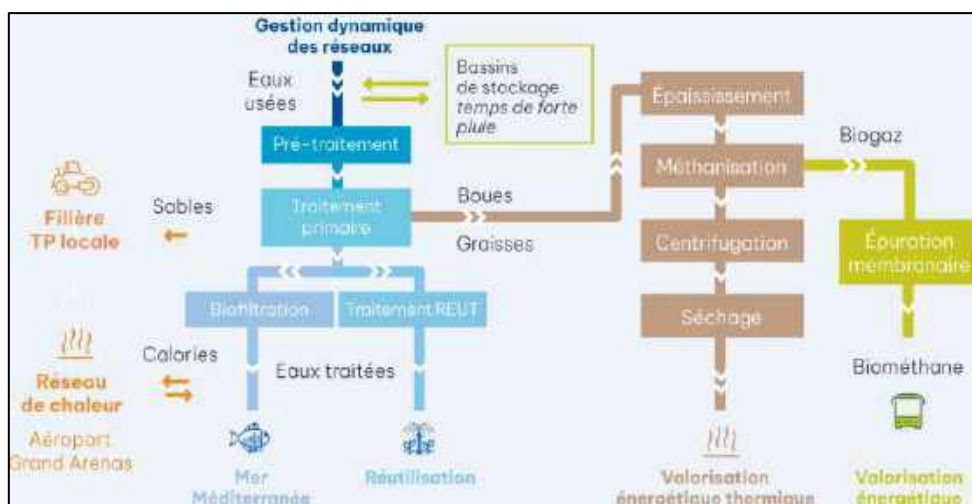 Gestion dynamique
des réseaux
Eaux
usées
Bassins
de stockage
temps de forte
pluie
Pré-traitement
Traitement
primaire
Sables
Filière
TP locale
Boues
Graisses
Épaississement
Méthanisation
Centrifugation
Séchage
Biogaz
Épuration
membranaire
Biométhane
Biofiltration
Traitement REUT
Calories
Eaux traitées
Réseau
de chaleur
Aéroport
Grand Arenas
Mer
Méditerranée
Réutilisation
Valorisation
énergétique thermique
Valorisation
énergétique